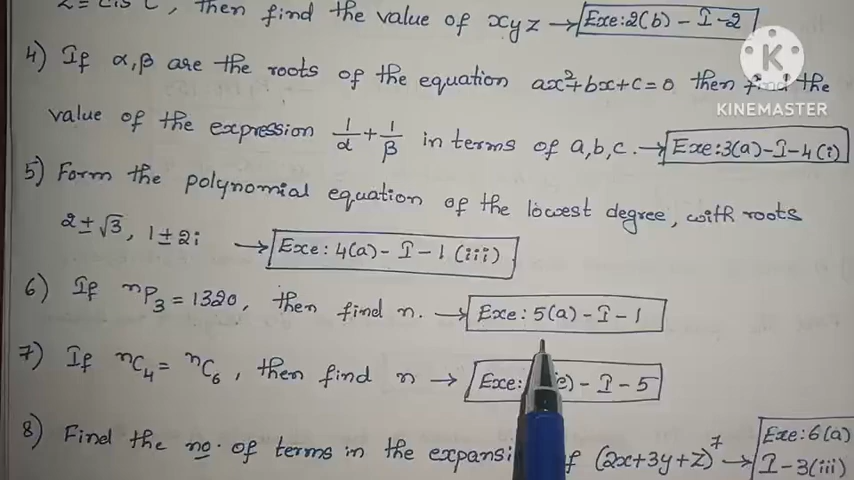 then find the value of xyz → Exe: 2(b) - I - 2
KINEMASTER
4) If α, β are the roots of the equation ax²+bx+c=0 then find the
value of the expression 1/α + 1/β in terms of a,b,c. → Exe: 3(a) - I - 4(i)
5) Form the polynomial equation of the lowest degree, with roots
2±√3, 1±2i → Exe: 4(a) - I - 1 (iii)
6) If ⁿP₃ = 1320, then find n. → Exe: 5(a) - I - 1
7) If ⁿC₄ = ⁿC₆, then find n → Exe: e) - I - 5
8) Find the no. of terms in the expansi f (2x+3y+z)⁷ → Exe: 6(a)
I - 3(iii)